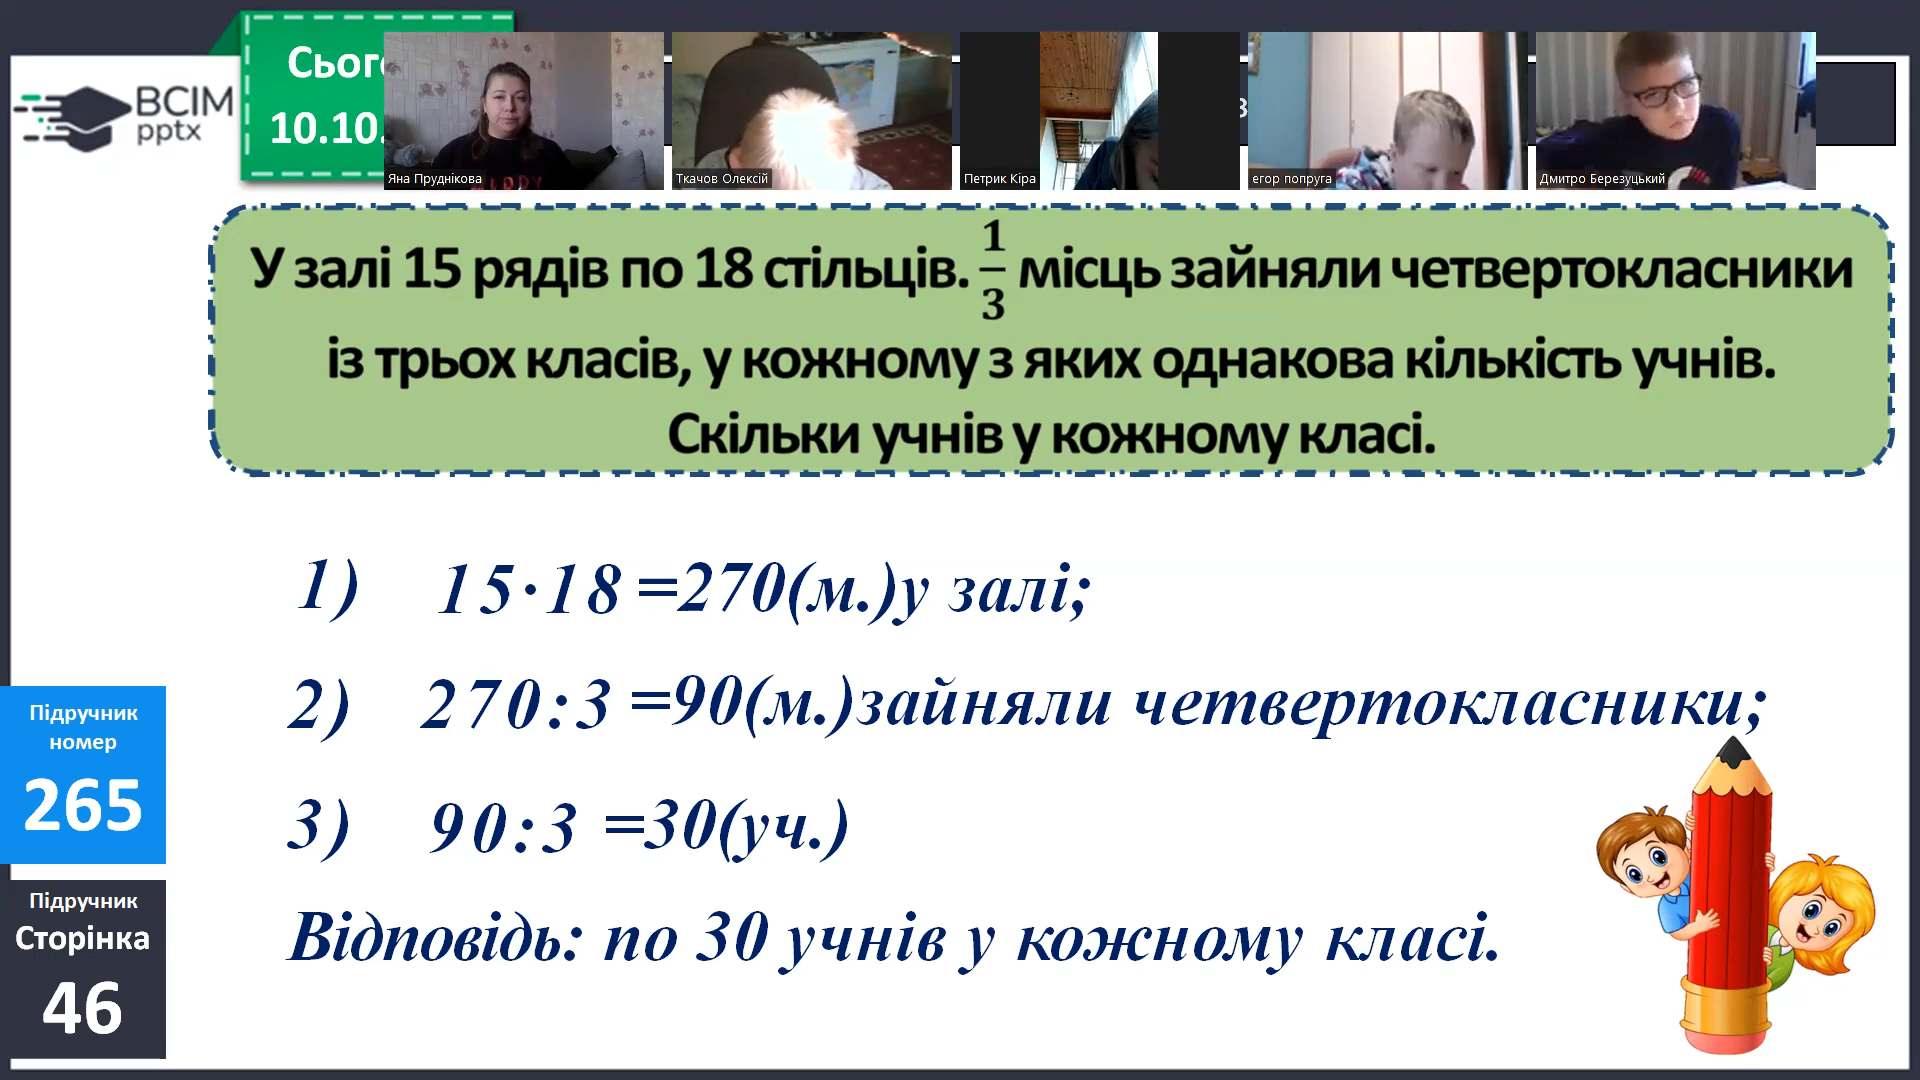 BCIM
pptx
10.10.
Яна Пруднікова
Ткачов Олексій
Петрик Кіра
егор попруга
Дмитро Березуцький
У залі 15 рядів по 18 стільців. 1/3 місць зайняли четвертокласники
із трьох класів, у кожному з яких однакова кількість учнів.
Скільки учнів у кожному класі.
1) 15·18 =270(м.)у залі;
2) 270:3 =90(м.)зайняли четвертокласники;
3) 90:3 =30(уч.)
Відповідь: по 30 учнів у кожному класі.
Підручник
номер
265
Підручник
Сторінка
46